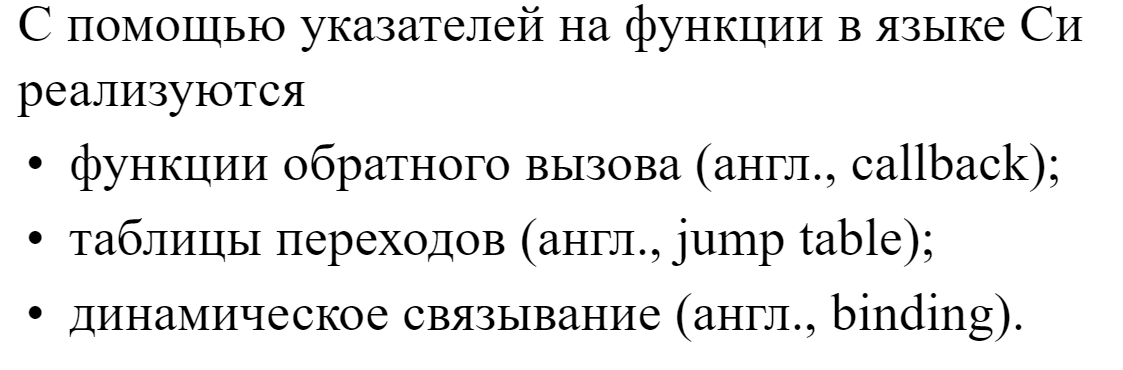 С помощью указателей на функции в языке Си
реализуются
• функции обратного вызова (англ., callback);
• таблицы переходов (англ., jump table);
• динамическое связывание (англ., binding).